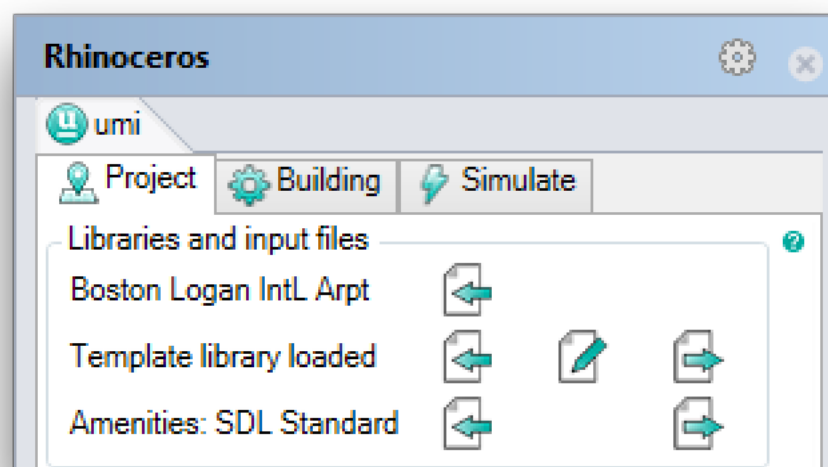 Rhinoceros
umi
Project Building Simulate
Libraries and input files
Boston Logan IntL Arpt
Template library loaded
Amenities: SDL Standard